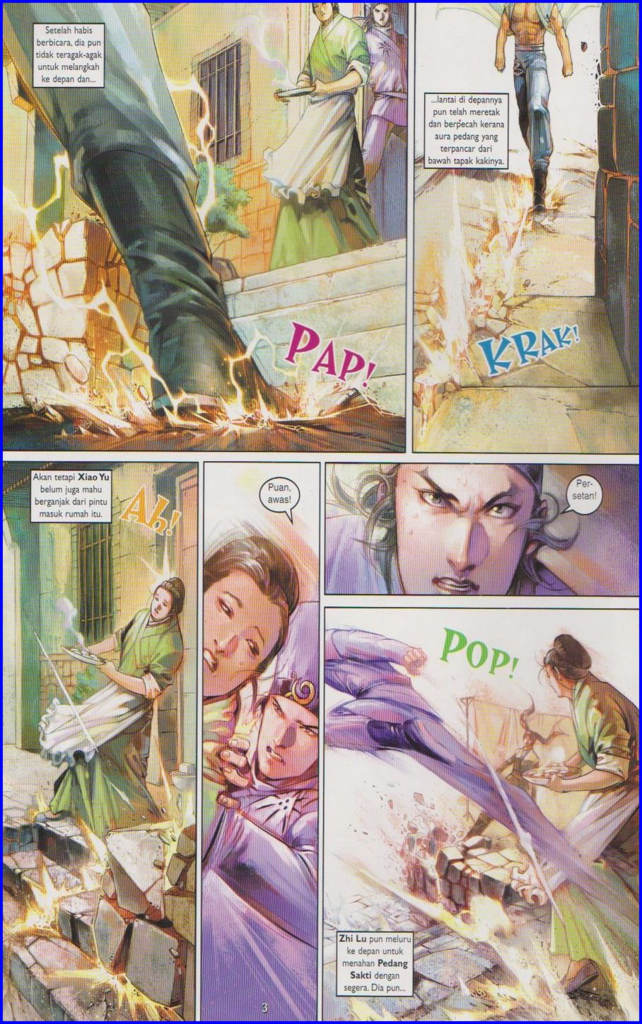 Setelah habis
berbicara, dia pun
tidak teragak-agak
untuk melangkah
ke depan dan...
PAP!
...lantai di depannya
pun telah meretak
dan berpecah kerana
aura pedang yang
terpancar dari
bawah tapak kakinya.
KRAK!
Akan tetapi Xiao Yu
belum juga mahu
berganjak dari pintu
masuk rumah itu.
Ah!
Puan,
awas!
Per-
setan!
POP!
Zhi Lu pun meluru
ke depan untuk
menahan Pedang
Sakti dengan
segera. Dia pun...
3